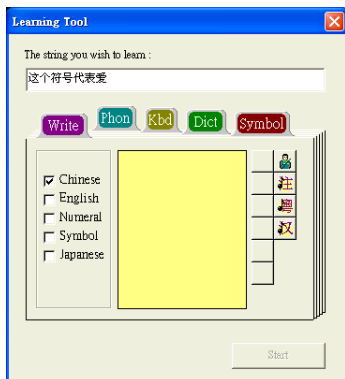 Learning Tool
The string you wish to learn :
这个符号代表爱
Write Phon Kbd Dict Symbol
Chinese
English
Numeral
Symbol
Japanese
注
粤
汉
Start